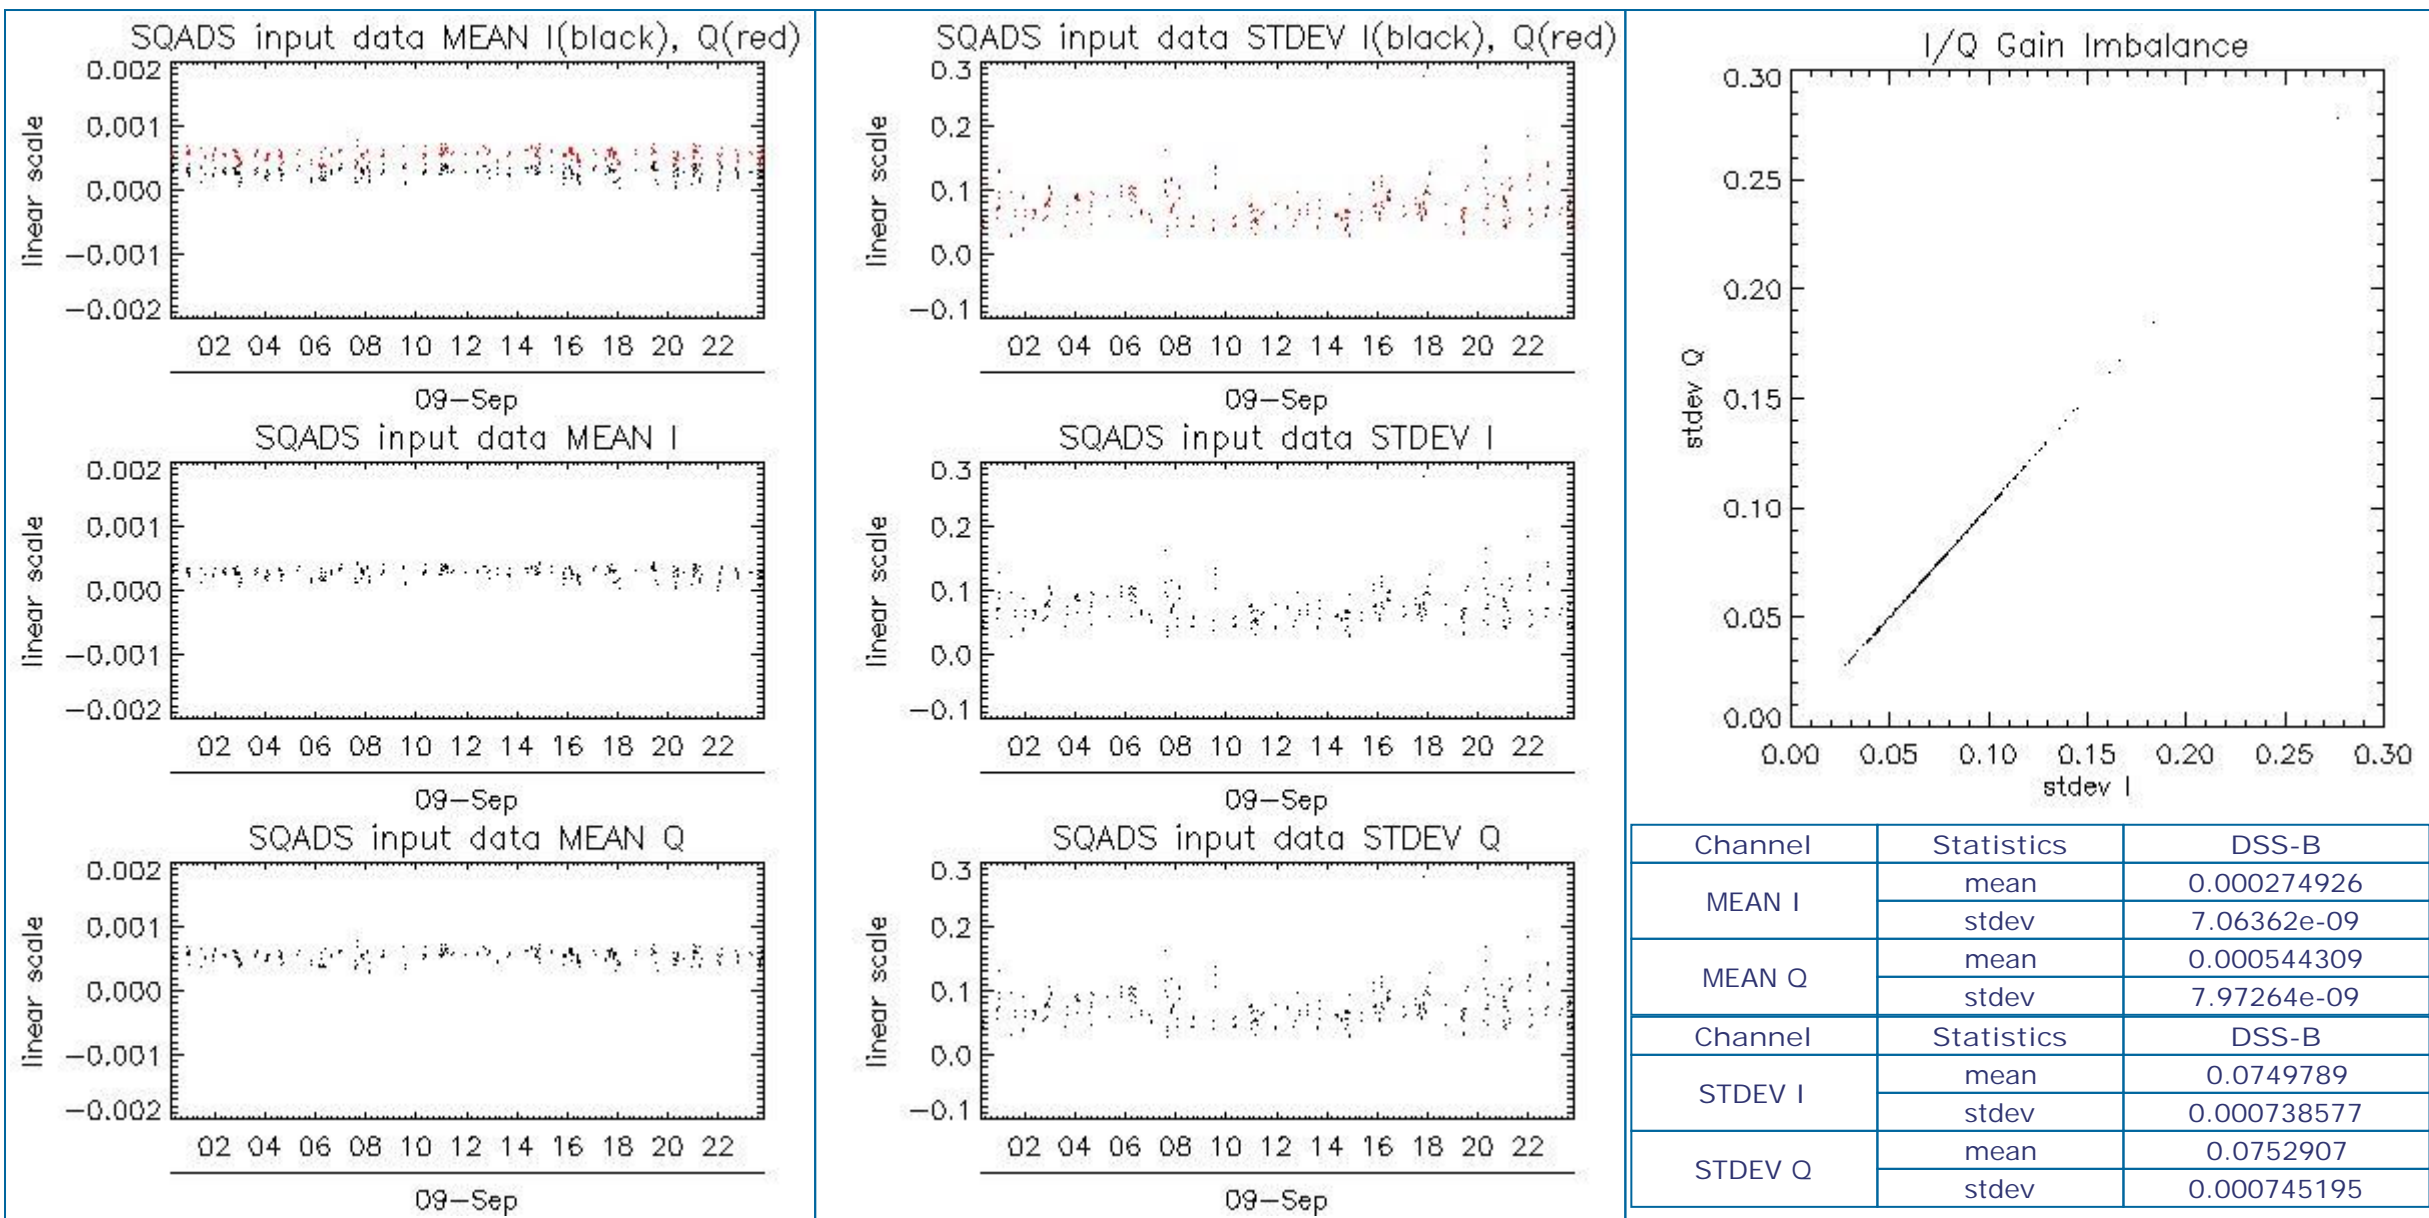 SQADS input data MEAN I(black), Q(red)
0.002
0.001
0.000
−0.001
−0.002
linear scale
02 04 06 08 10 12 14 16 18 20 22
09−Sep
SQADS input data MEAN I
0.002
0.001
0.000
−0.001
−0.002
linear scale
02 04 06 08 10 12 14 16 18 20 22
09−Sep
SQADS input data MEAN Q
0.002
0.001
0.000
−0.001
−0.002
linear scale
02 04 06 08 10 12 14 16 18 20 22
09−Sep
SQADS input data STDEV I(black), Q(red)
0.3
0.2
0.1
0.0
−0.1
linear scale
02 04 06 08 10 12 14 16 18 20 22
09−Sep
SQADS input data STDEV I
0.3
0.2
0.1
0.0
−0.1
linear scale
02 04 06 08 10 12 14 16 18 20 22
09−Sep
SQADS input data STDEV Q
0.3
0.2
0.1
0.0
−0.1
linear scale
02 04 06 08 10 12 14 16 18 20 22
09−Sep
I/Q Gain Imbalance
0.30
0.25
0.20
0.15
0.10
0.05
0.00
stdev Q
0.00 0.05 0.10 0.15 0.20 0.25 0.30
stdev I
Channel Statistics DSS-B
MEAN I mean 0.000274926
stdev 7.06362e-09
MEAN Q mean 0.000544309
stdev 7.97264e-09
Channel Statistics DSS-B
STDEV I mean 0.0749789
stdev 0.000738577
STDEV Q mean 0.0752907
stdev 0.000745195